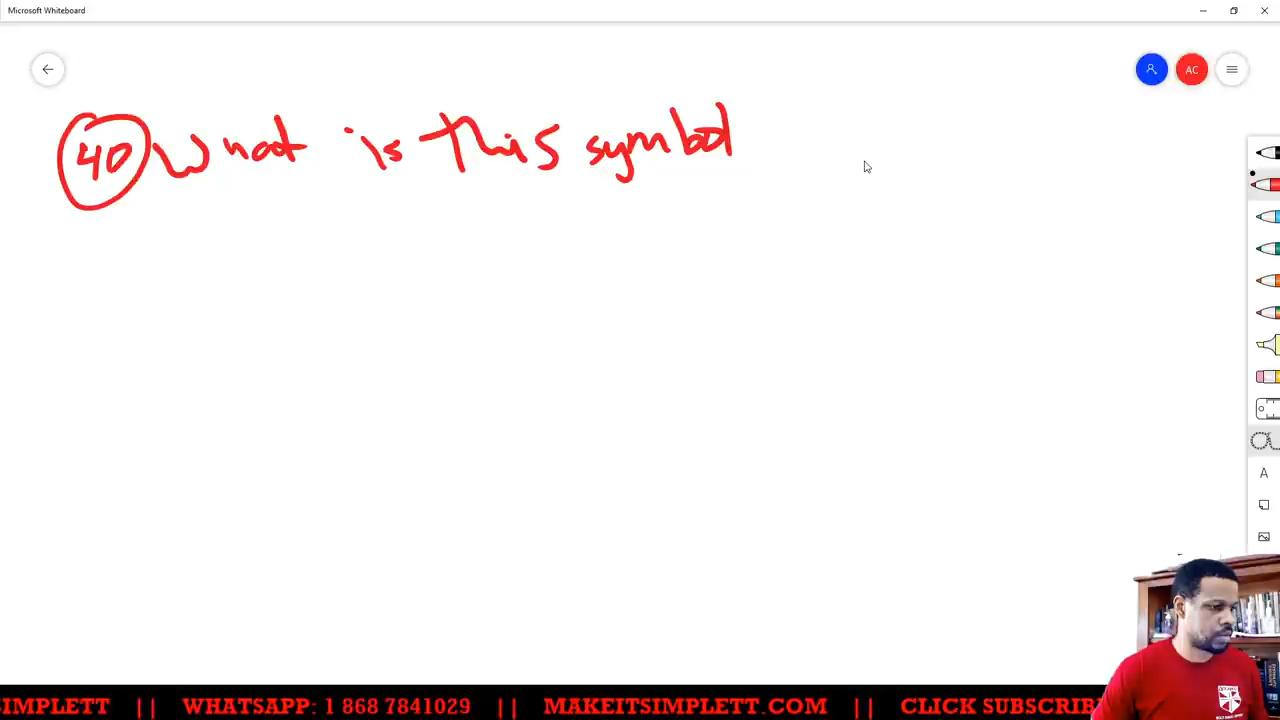 Microsoft Whiteboard
AC
40 What is this symbol
A
SIMPLETT || WHATSAPP: 1 868 7841029 || MAKEITSIMPLETT.COM || CLICK SUBSCRIB